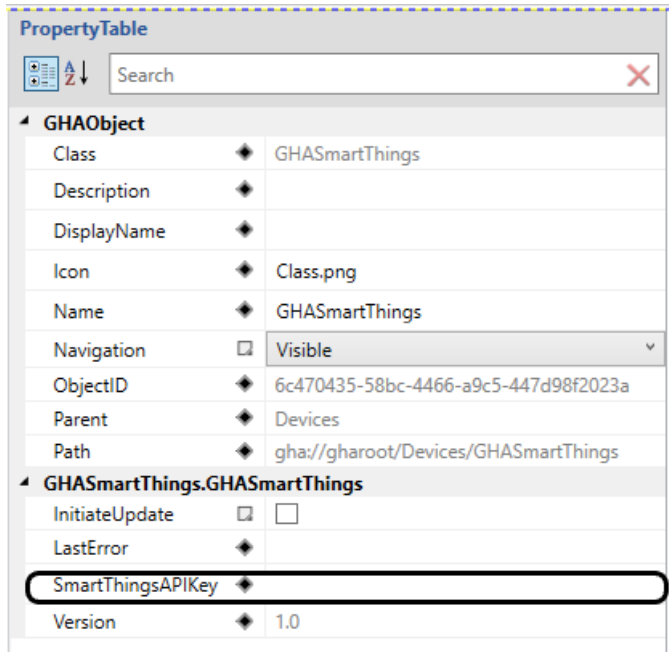 PropertyTable
A Z Search
GHAObject
Class GHASmartThings
Description
DisplayName
Icon Class.png
Name GHASmartThings
Navigation Visible
ObjectID 6c470435-58bc-4466-a9c5-447d98f2023a
Parent Devices
Path gha://gharoot/Devices/GHASmartThings
GHASmartThings.GHASmartThings
InitiateUpdate
LastError
SmartThingsAPIKey
Version 1.0